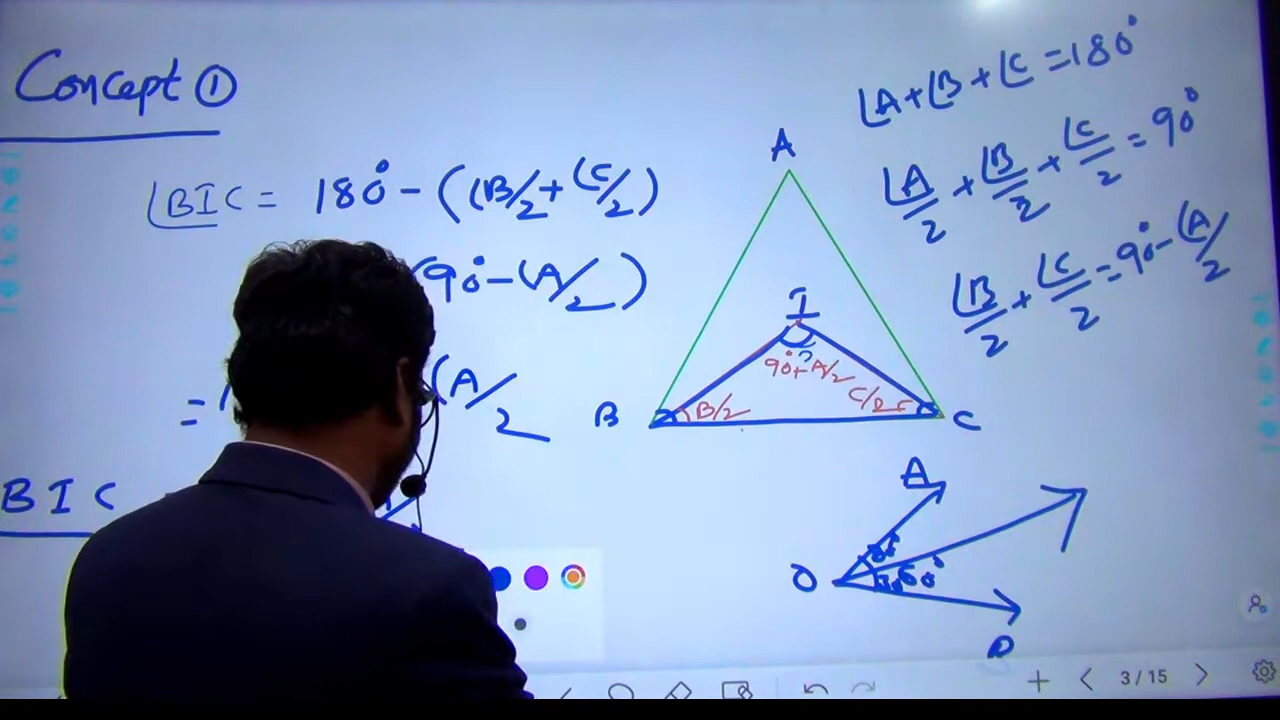 Concept ①
∠BIC = 180° - (∠B/2 + ∠C/2)
(90° - ∠A/2)
=
(A/2
BIC
A
I
90° + A/2
?
B/2
C/2
B
C
∠A + ∠B + ∠C = 180°
∠A/2 + ∠B/2 + ∠C/2 = 90°
∠B/2 + ∠C/2 = 90° - ∠A/2
A
O
60°
3/15